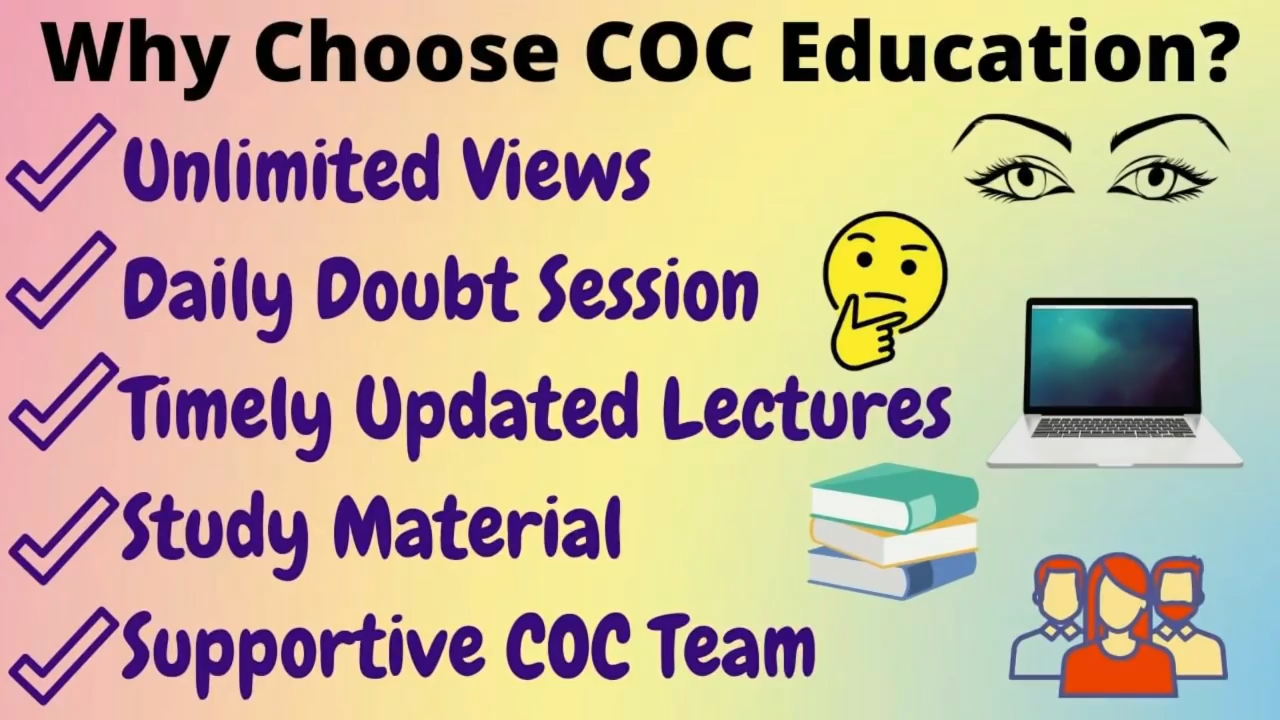 Why Choose COC Education?
Unlimited Views
Daily Doubt Session
Timely Updated Lectures
Study Material
Supportive COC Team